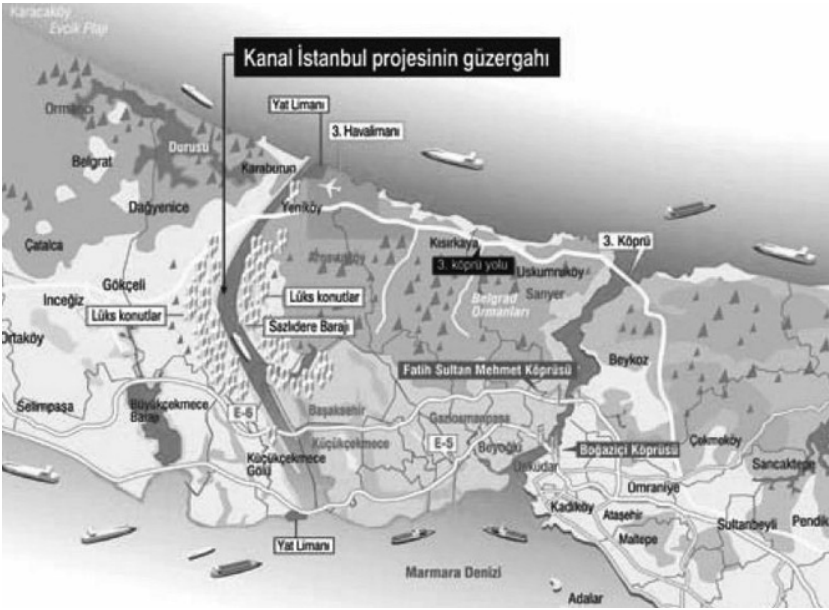 Karacaköy
Evcik Plajı
Kanal İstanbul projesinin güzergahı
Ormancı
Yat Limanı
3. Havalimanı
Belgrat
Durusu
Karaburun
Dağyenice
Yeniköy
Çatalca
Kısırkaya
3. Köprü
3. köprü yolu
Uskumruköy
Gökçeli
İnceğiz
Lüks konutlar
Belgrad
Ormanları
Sarıyer
Lüks konutlar
Sazlıdere Barajı
Ortaköy
Beykoz
Fatih Sultan Mehmet Köprüsü
Selimpaşa
Büyükçekmece
Barajı
E-6
Başakşehir
Gaziosmanpaşa
Küçükçekmece
E-5
Beyoğlu
Boğaziçi Köprüsü
Çekmeköy
Küçükçekmece
Gölü
Üsküdar
Sancaktepe
Ümraniye
Kadıköy
Ataşehir
Sultanbeyli
Pendik
Maltepe
Yat Limanı
Marmara Denizi
Adalar